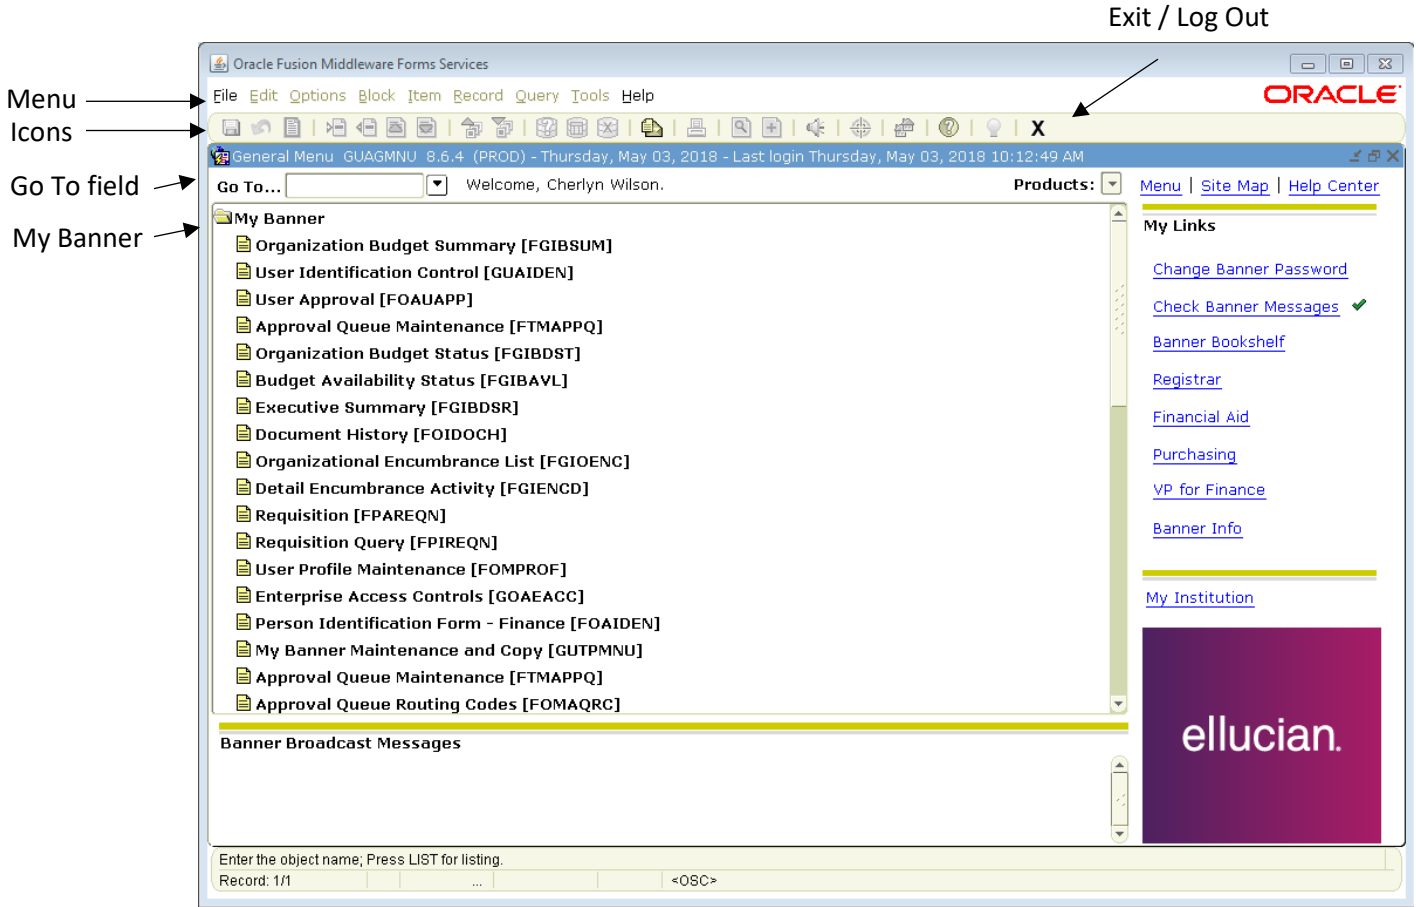 Exit / Log Out
Oracle Fusion Middleware Forms Services
Menu
File Edit Options Block Item Record Query Tools Help
ORACLE
Icons
X
General Menu GUAGMNU 8.6.4 (PROD) - Thursday, May 03, 2018 - Last login Thursday, May 03, 2018 10:12:49 AM
Go To field
Go To... Welcome, Cherlyn Wilson. Products: Menu | Site Map | Help Center
My Banner
My Banner
Organization Budget Summary [FGIBSUM]
User Identification Control [GUAIDEN]
User Approval [FOAUAPP]
Approval Queue Maintenance [FTMAPPQ]
Organization Budget Status [FGIBDST]
Budget Availability Status [FGIBAVL]
Executive Summary [FGIBDSR]
Document History [FOIDOCH]
Organizational Encumbrance List [FGIOENC]
Detail Encumbrance Activity [FGIENCD]
Requisition [FPAREQN]
Requisition Query [FPIREQN]
User Profile Maintenance [FOMPROF]
Enterprise Access Controls [GOAEACC]
Person Identification Form - Finance [FOAIDEN]
My Banner Maintenance and Copy [GUTPMNU]
Approval Queue Maintenance [FTMAPPQ]
Approval Queue Routing Codes [FOMAQRC]
My Links
Change Banner Password
Check Banner Messages
Banner Bookshelf
Registrar
Financial Aid
Purchasing
VP for Finance
Banner Info
My Institution
ellucian.
Banner Broadcast Messages
Enter the object name; Press LIST for listing.
Record: 1/1 ... <OSC>